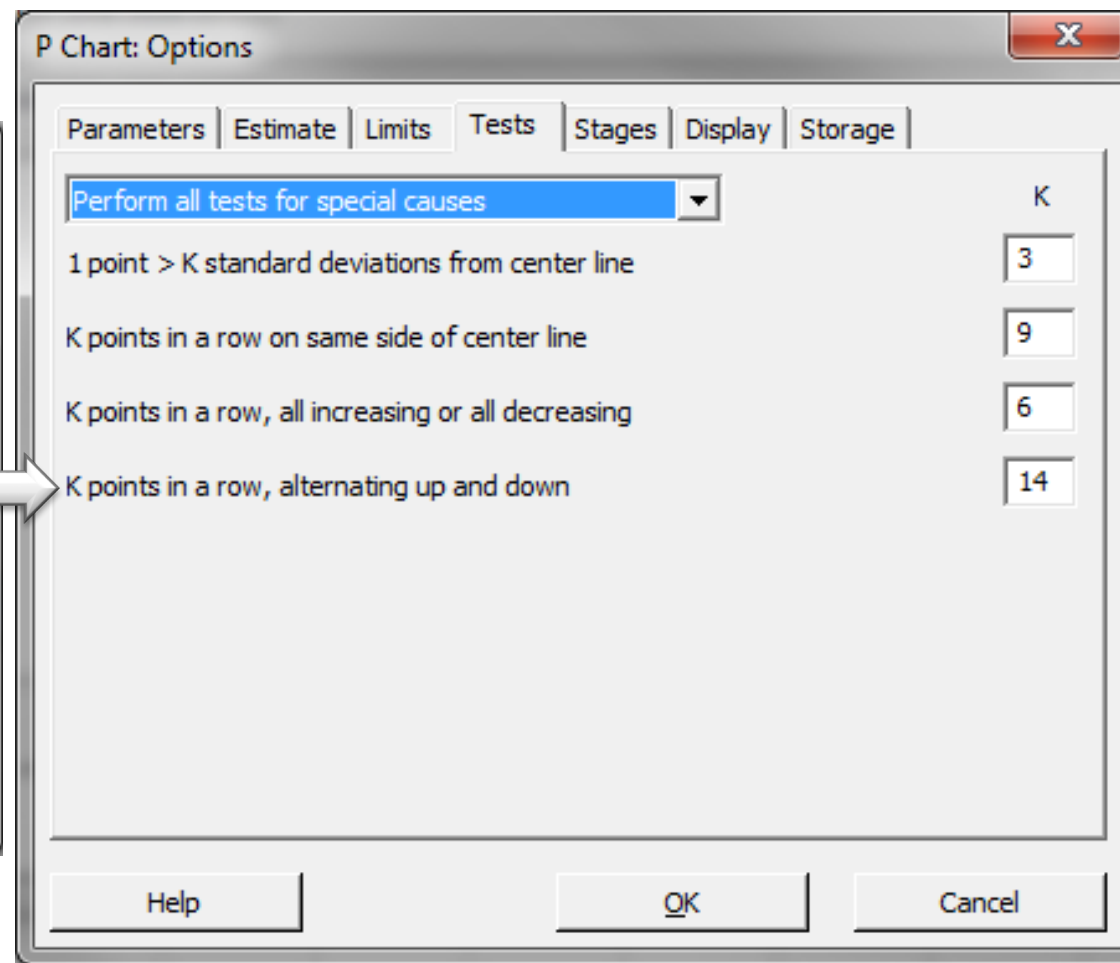 P Chart: Options
Parameters Estimate Limits Tests Stages Display Storage
Perform all tests for special causes K
1 point > K standard deviations from center line 3
K points in a row on same side of center line 9
K points in a row, all increasing or all decreasing 6
K points in a row, alternating up and down 14
Help OK Cancel